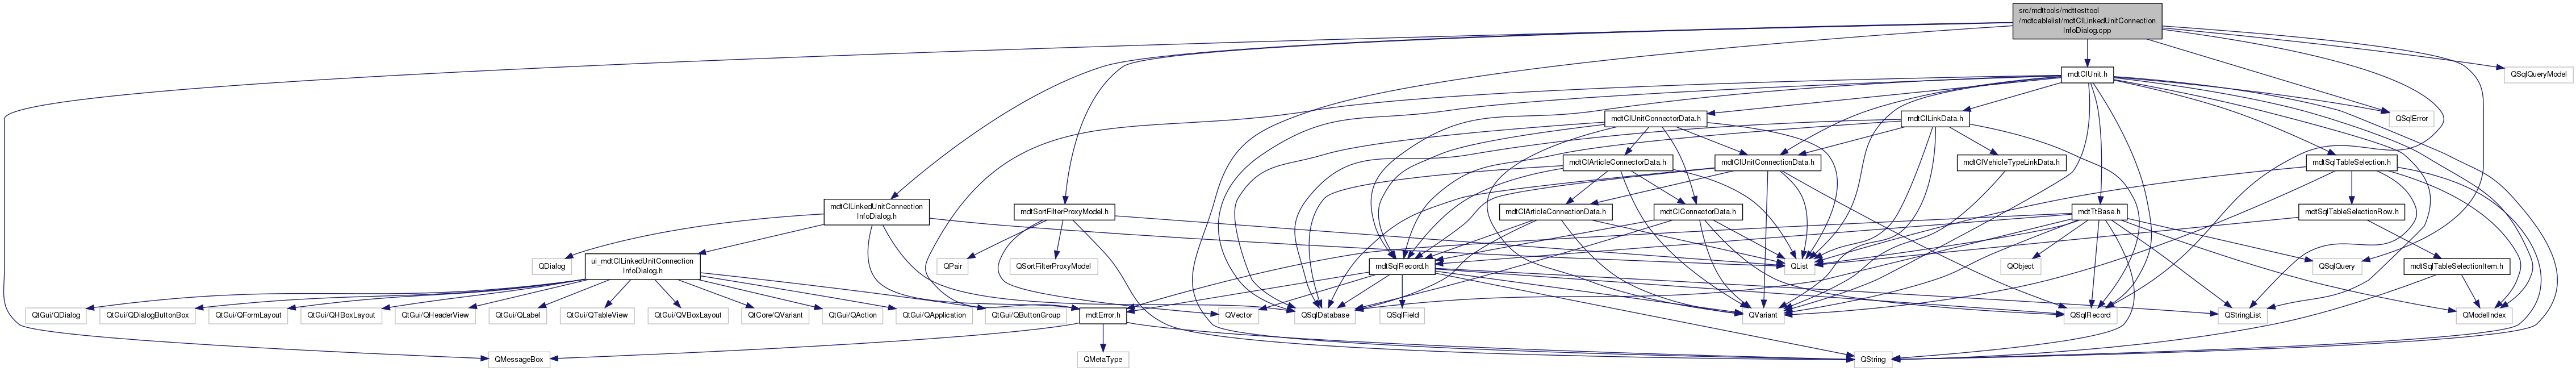 src/mdttools/mdttesttool
/mdtcablelist/mdtClLinkedUnitConnection
InfoDialog.cpp
mdtClUnit.h
QSqlQueryModel
mdtClUnitConnectorData.h
mdtClLinkData.h
QSqlError
mdtClArticleConnectorData.h
mdtClUnitConnectionData.h
mdtClVehicleTypeLinkData.h
mdtSqlTableSelection.h
mdtClLinkedUnitConnection
InfoDialog.h
mdtSortFilterProxyModel.h
mdtClArticleConnectionData.h
mdtClConnectorData.h
mdtTtBase.h
mdtSqlTableSelectionRow.h
QDialog
ui_mdtClLinkedUnitConnection
InfoDialog.h
QPair
QSortFilterProxyModel
mdtSqlRecord.h
QList
QObject
QSqlQuery
mdtSqlTableSelectionItem.h
QtGui/QDialog
QtGui/QDialogButtonBox
QtGui/QFormLayout
QtGui/QHBoxLayout
QtGui/QHeaderView
QtGui/QLabel
QtGui/QTableView
QtGui/QVBoxLayout
QtCore/QVariant
QtGui/QAction
QtGui/QApplication
QtGui/QButtonGroup
mdtError.h
QVector
QSqlDatabase
QSqlField
QVariant
QSqlRecord
QStringList
QModelIndex
QMessageBox
QMetaType
QString